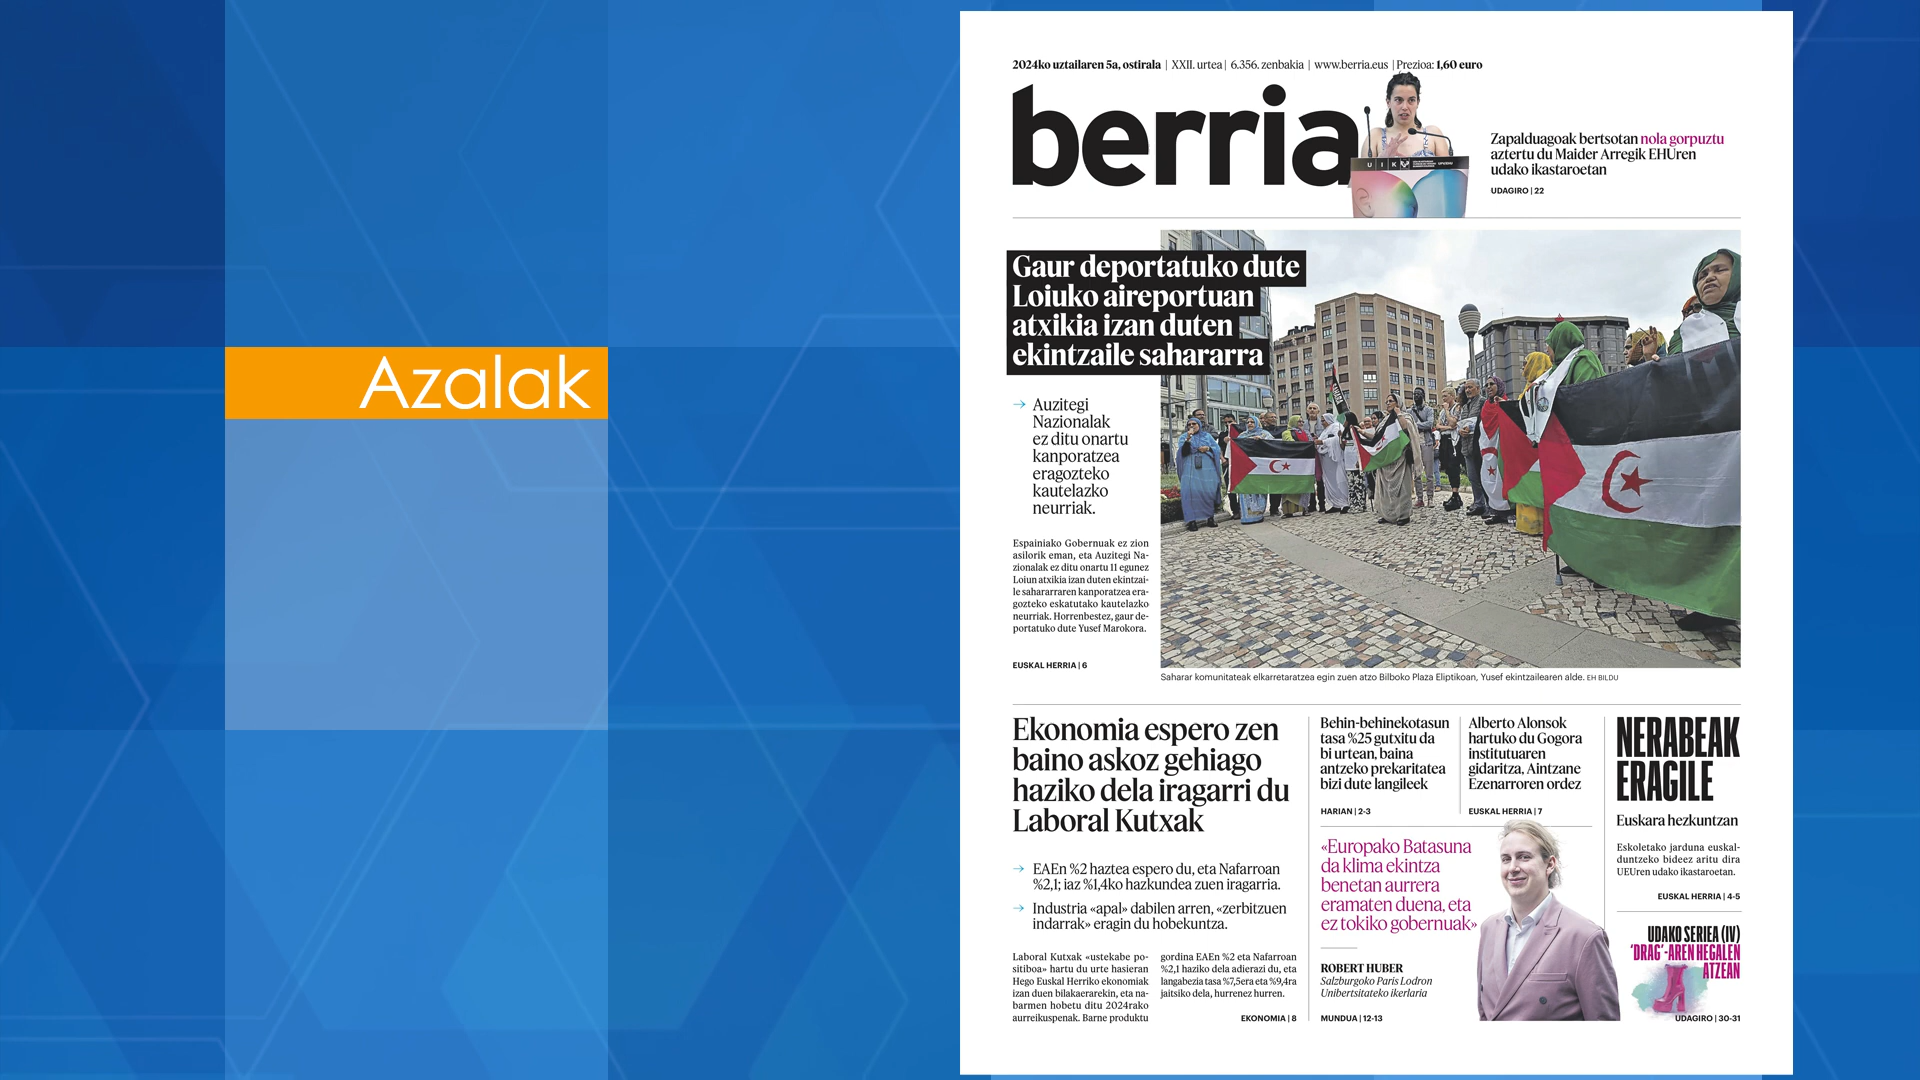 Azalak
2024ko uztailaren 5a, ostirala | XXII. urtea | 6.356. zenbakia | www.berria.eus | Prezioa: 1,60 euro
berria
UIK
Zapalduagoak bertsotan nola gorpuztu
aztertu du Maider Arregik EHUren
udako ikastaroetan
UDAGIRO | 22
Gaur deportatuko dute
Loiuko aireportuan
atxikia izan duten
ekintzaile sahararra
→ Auzitegi
Nazionalak
ez ditu onartu
kanporatzea
eragozteko
kautelazko
neurriak.
Espainiako Gobernuak ez zion
asilorik eman, eta Auzitegi Na-
zionalak ez ditu onartu 11 egunez
Loiun atxikia izan duten ekintzai-
le sahararraren kanporatzea era-
gozteko eskatutako kautelazko
neurriak. Horrenbestez, gaur de-
portatuko dute Yusef Marokora.
EUSKAL HERRIA | 6
Saharar komunitateak elkarretaratzea egin zuen atzo Bilboko Plaza Eliptikoan, Yusef ekintzailearen alde. EH BILDU
Ekonomia espero zen
baino askoz gehiago
haziko dela iragarri du
Laboral Kutxak
→ EAEn %2 haztea espero du, eta Nafarroan
%2,1; iaz %1,4ko hazkundea zuen iragarria.
→ Industria «apal» dabilen arren, «zerbitzuen
indarrak» eragin du hobekuntza.
Laboral Kutxak «ustekabe po-
sitiboa» hartu du urte hasieran
Hego Euskal Herriko ekonomiak
izan duen bilakaerarekin, eta na-
barmen hobetu ditu 2024rako
aurreikuspenak. Barne produktu
gordina EAEn %2 eta Nafarroan
%2,1 haziko dela adierazi du, eta
langabezia tasa %7,5era eta %9,4ra
jaitsiko dela, hurrenez hurren.
EKONOMIA | 8
Behin-behinekotasun
tasa %25 gutxitu da
bi urtean, baina
antzeko prekaritatea
bizi dute langileek
HARIAN | 2-3
Alberto Alonsok
hartuko du Gogora
institutuaren
gidaritza, Aintzane
Ezenarroren ordez
EUSKAL HERRIA | 7
«Europako Batasuna
da klima ekintza
benetan aurrera
eramaten duena, eta
ez tokiko gobernuak»
ROBERT HUBER
Salzburgoko Paris Lodron
Unibertsitateko ikerlaria
MUNDUA | 12-13
NERABEAK
ERAGILE
Euskara hezkuntzan
Eskoletako jarduna euskal-
duntzeko bideez aritu dira
UEUren udako ikastaroetan.
EUSKAL HERRIA | 4-5
UDAKO SERIEA (IV)
'DRAG'-AREN HEGALEN
ATZEAN
UDAGIRO | 30-31